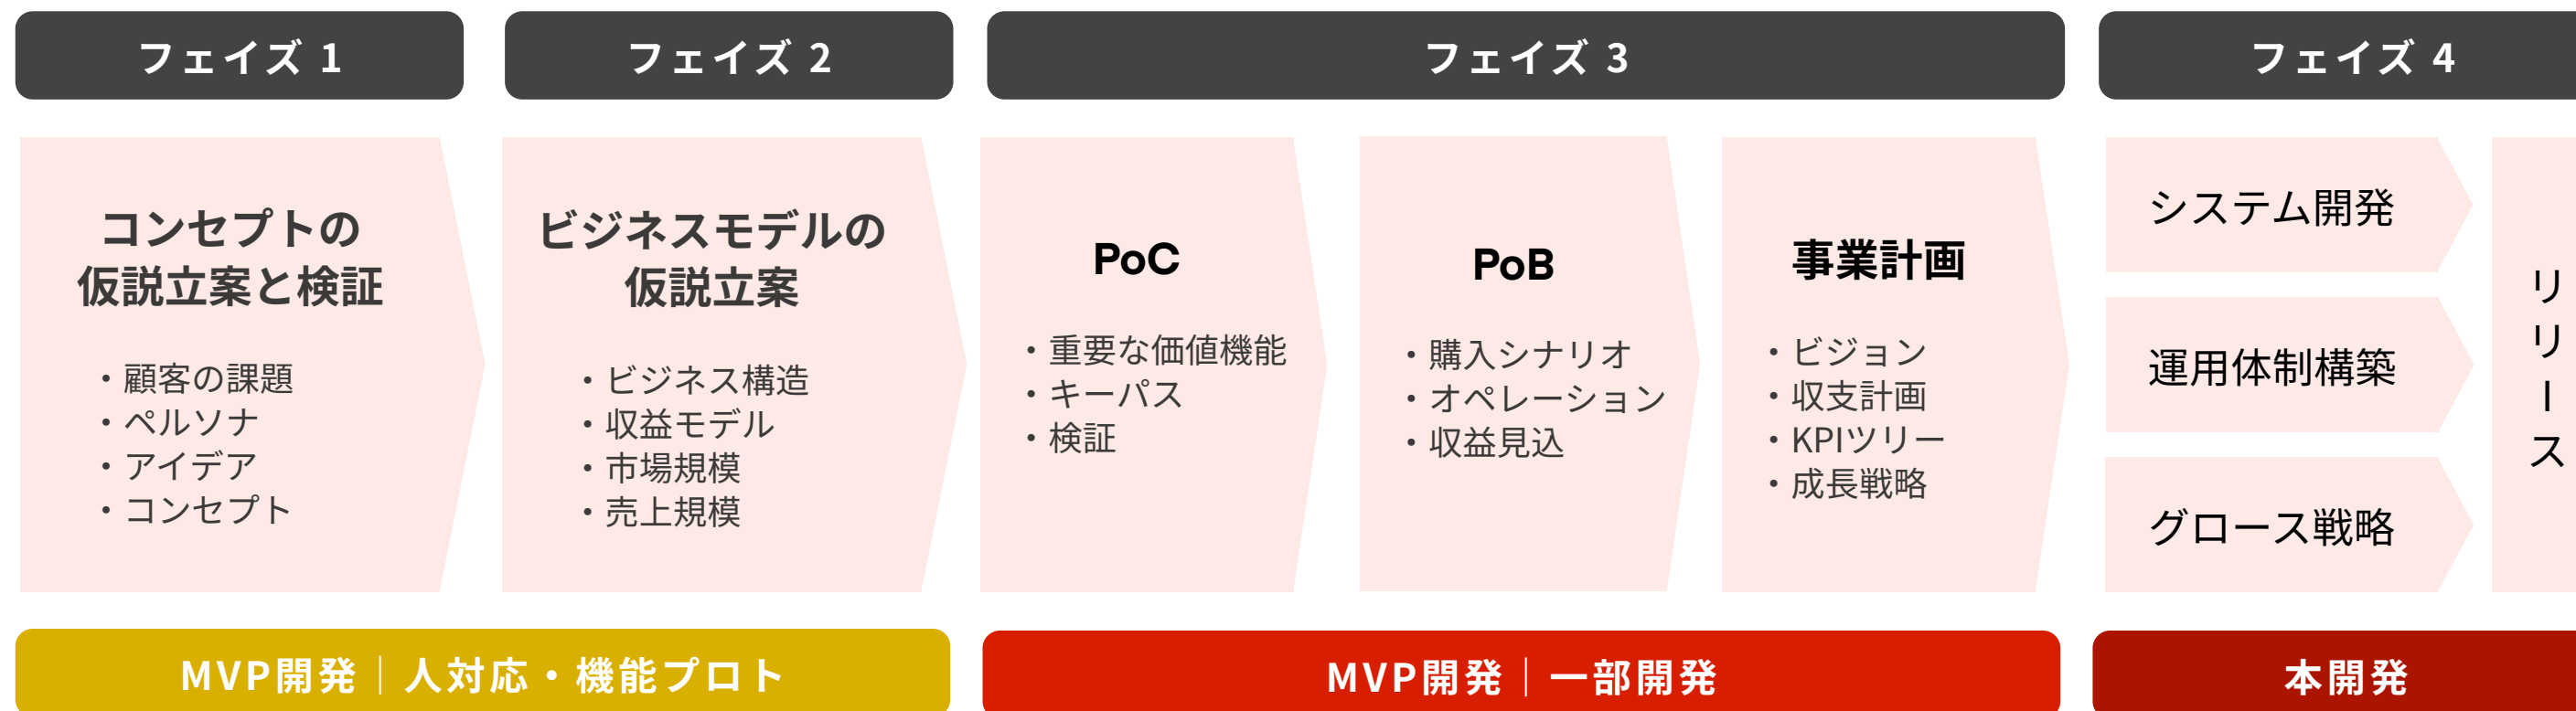 フェイズ 1
フェイズ 2
フェイズ 3
フェイズ 4
コンセプトの
仮説立案と検証
・顧客の課題
・ペルソナ
・アイデア
・コンセプト
ビジネスモデルの
仮説立案
・ビジネス構造
・収益モデル
・市場規模
・売上規模
PoC
・重要な価値機能
・キーパス
・検証
PoB
・購入シナリオ
・オペレーション
・収益見込
事業計画
・ビジョン
・収支計画
・KPIツリー
・成長戦略
システム開発
運用体制構築
グロース戦略
リリース
MVP開発｜人対応・機能プロト
MVP開発｜一部開発
本開発